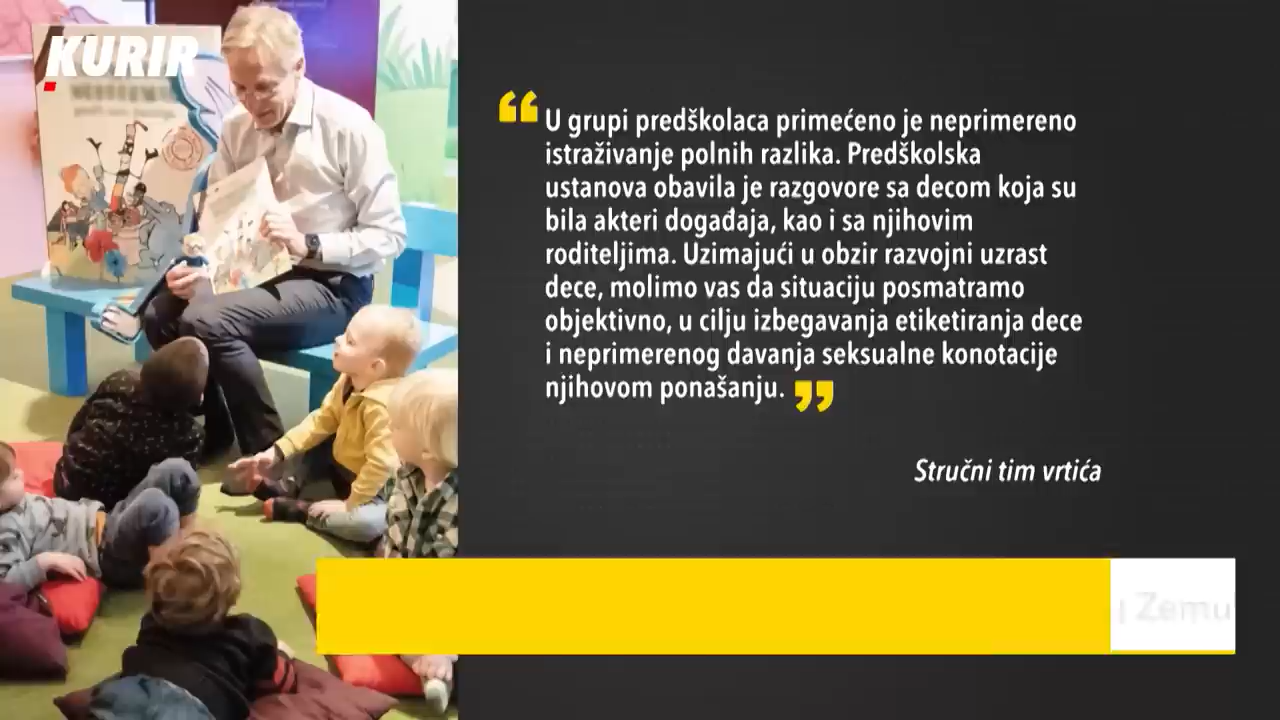 KURIR
“U grupi predškolaca primećeno je neprimereno
istraživanje polnih razlika. Predškolska
ustanova obavila je razgovore sa decom koja su
bila akteri događaja, kao i sa njihovim
roditeljima. Uzimajući u obzir razvojni uzrast
dece, molimo vas da situaciju posmatramo
objektivno, u cilju izbegavanja etiketiranja dece
i neprimerenog davanja seksualne konotacije
njihovom ponašanju.”
Stručni tim vrtića